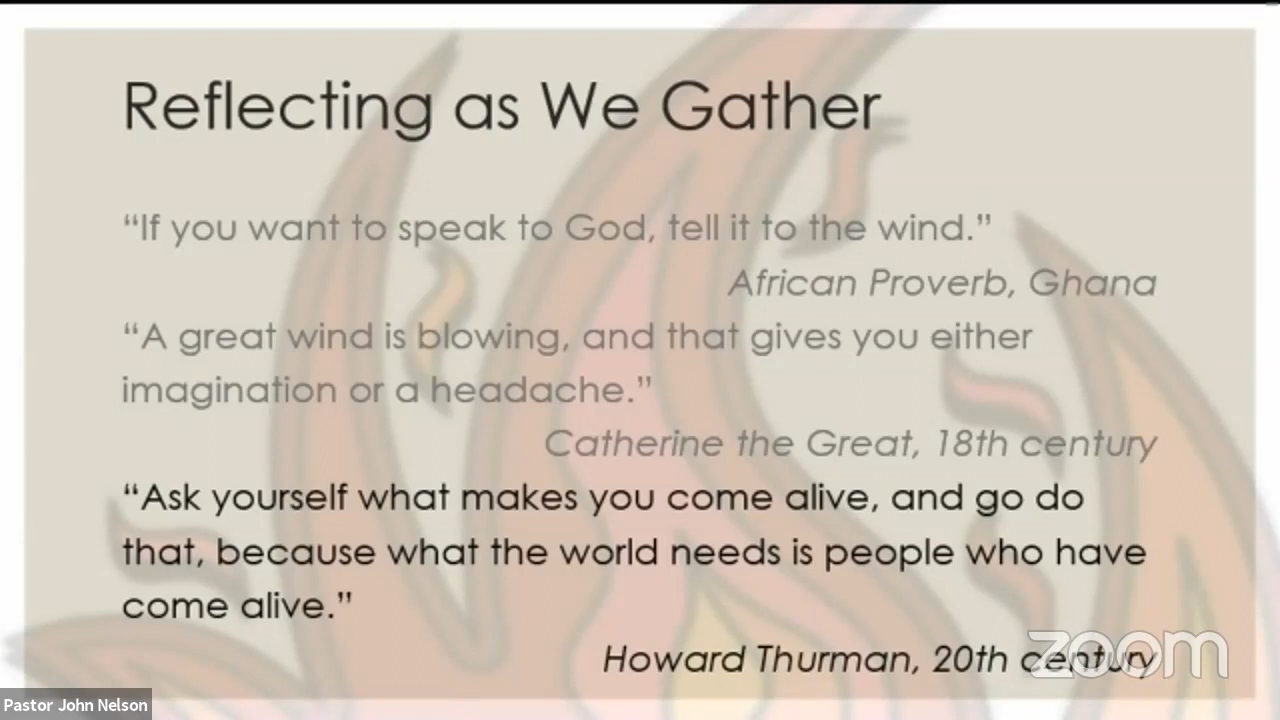 Reflecting as We Gather
“If you want to speak to God, tell it to the wind.”
African Proverb, Ghana
“A great wind is blowing, and that gives you either
imagination or a headache.”
Catherine the Great, 18th century
“Ask yourself what makes you come alive, and go do
that, because what the world needs is people who have
come alive.”
Howard Thurman, 20th century
zoom
Pastor John Nelson